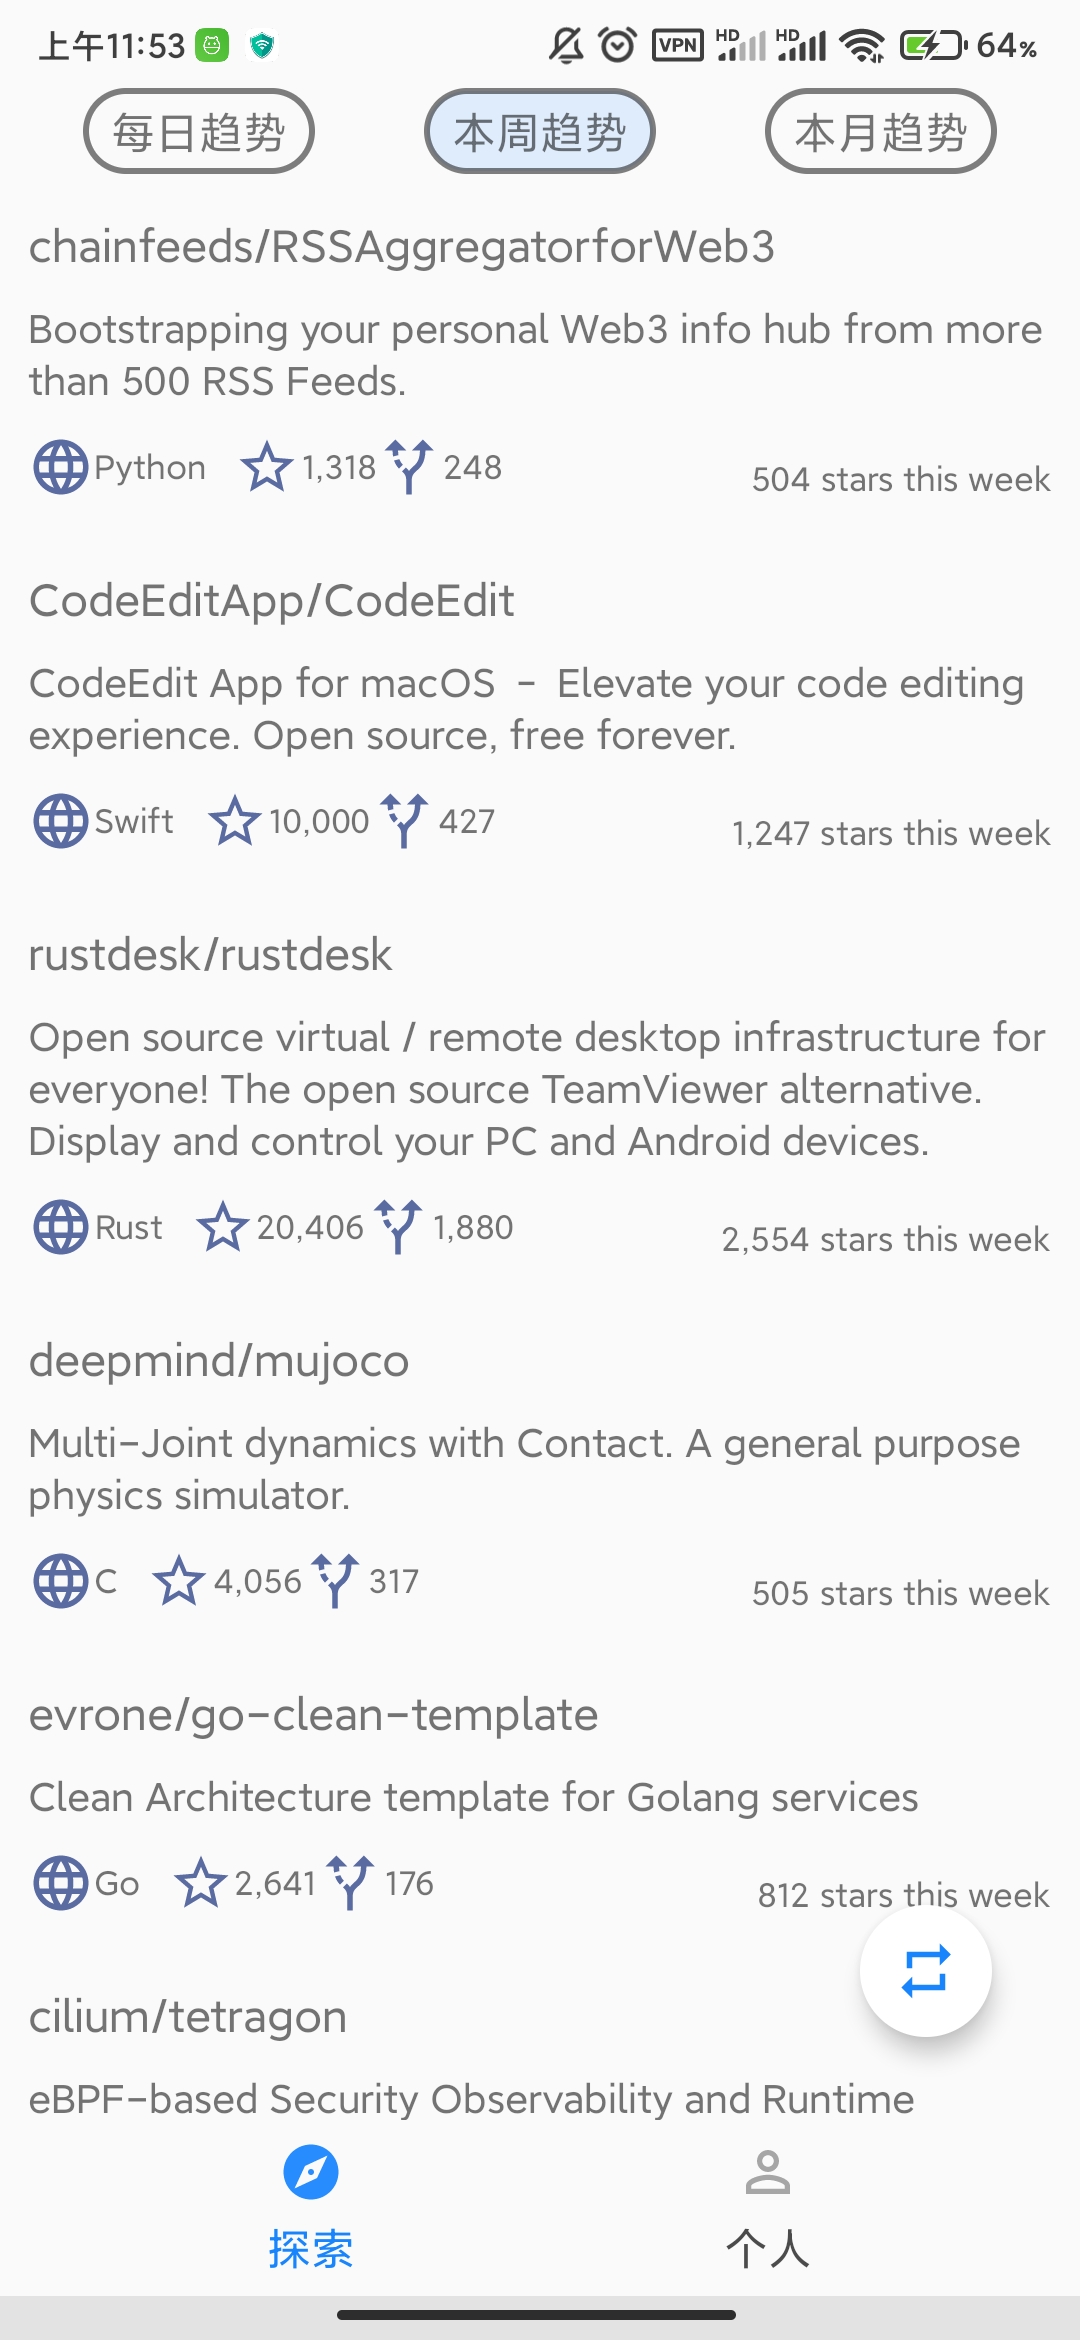 上午11:53 VPN HD HD 64%
每日趋势 本周趋势 本月趋势
chainfeeds/RSSAggregatorforWeb3
Bootstrapping your personal Web3 info hub from more
than 500 RSS Feeds.
Python 1,318 248 504 stars this week
CodeEditApp/CodeEdit
CodeEdit App for macOS – Elevate your code editing
experience. Open source, free forever.
Swift 10,000 427 1,247 stars this week
rustdesk/rustdesk
Open source virtual / remote desktop infrastructure for
everyone! The open source TeamViewer alternative.
Display and control your PC and Android devices.
Rust 20,406 1,880 2,554 stars this week
deepmind/mujoco
Multi-Joint dynamics with Contact. A general purpose
physics simulator.
C 4,056 317 505 stars this week
evrone/go-clean-template
Clean Architecture template for Golang services
Go 2,641 176 812 stars this week
cilium/tetragon
eBPF-based Security Observability and Runtime
探索 个人